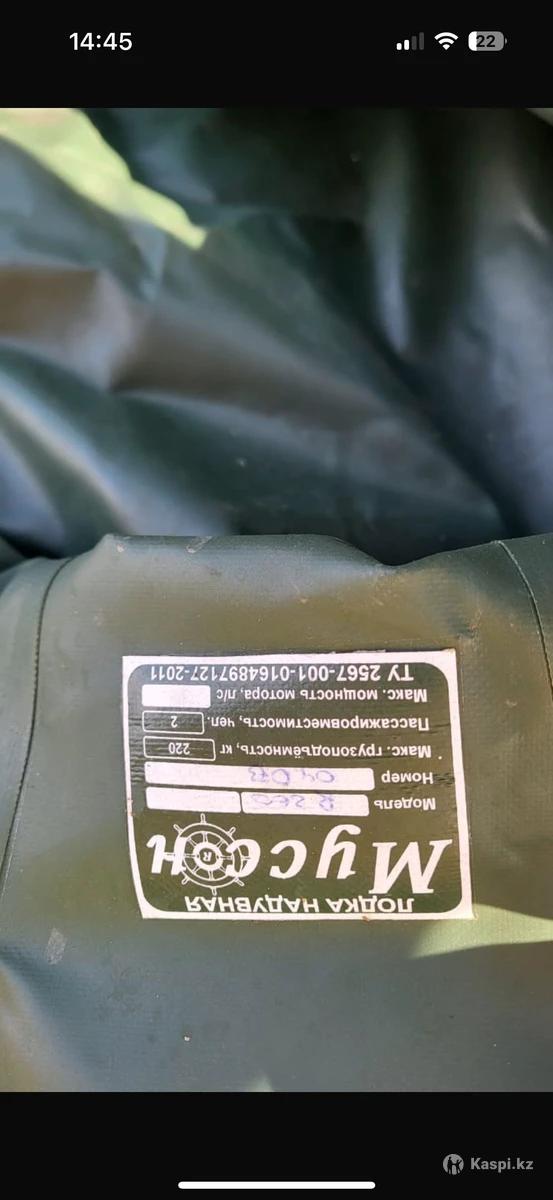 14:45
22
ЛОДКА НАДУВНАЯ
Муссон
R
Модель R 260
Номер
Макс. грузоподъёмность, кг 220
Пассажировместимость, чел. 2
Макс. мощность мотора, л/с
ТУ 2567-001-0164897127-2011
Kaspi.kz